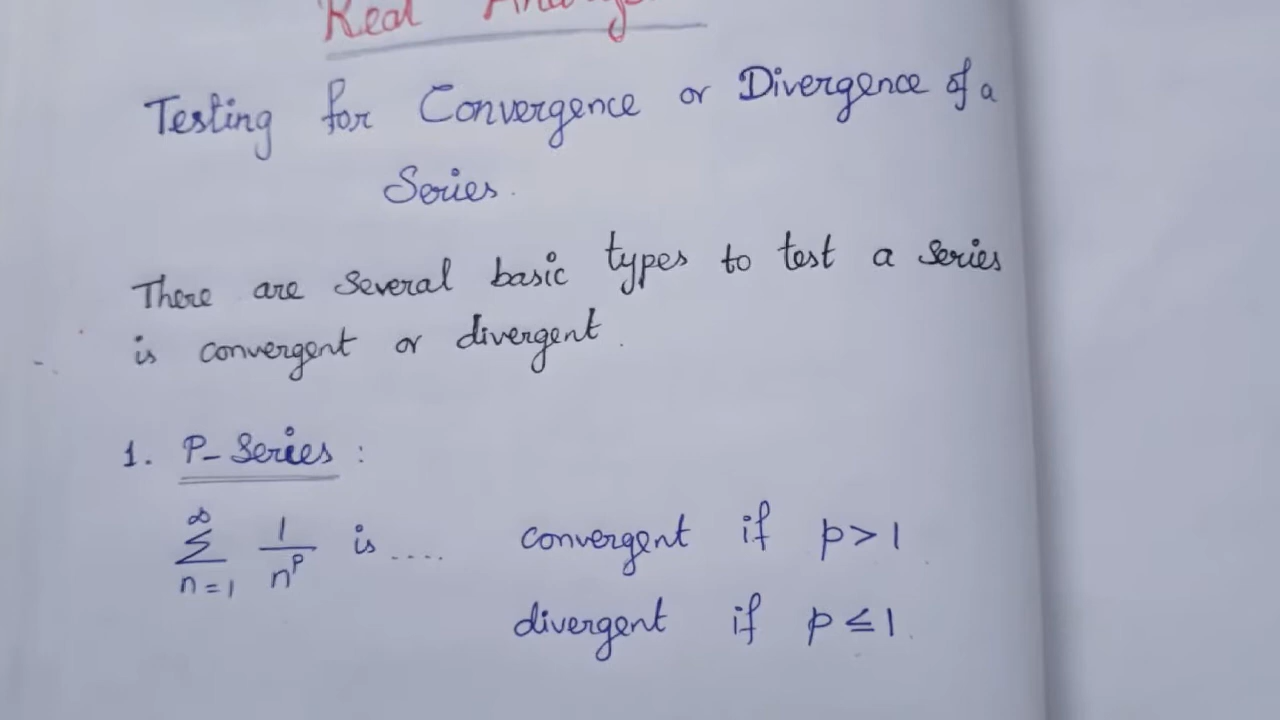 Real
Testing for Convergence or Divergence of a
Series.
There are several basic types to test a series
is convergent or divergent.
1. P-Series :
∞
Σ 1/n^p is .... convergent if p>1
n=1
divergent if p≤1.